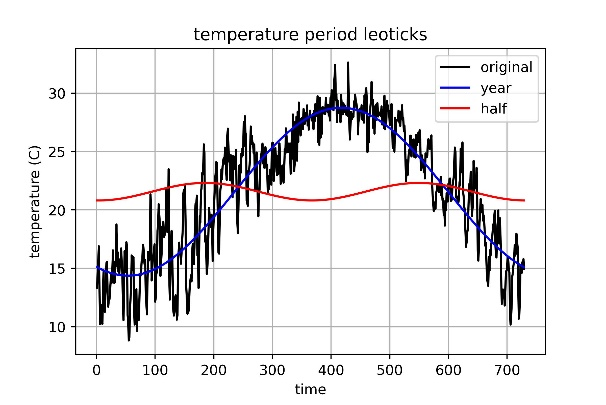 temperature period leoticks
original
year
half
temperature (C)
30
25
20
15
10
0 100 200 300 400 500 600 700
time